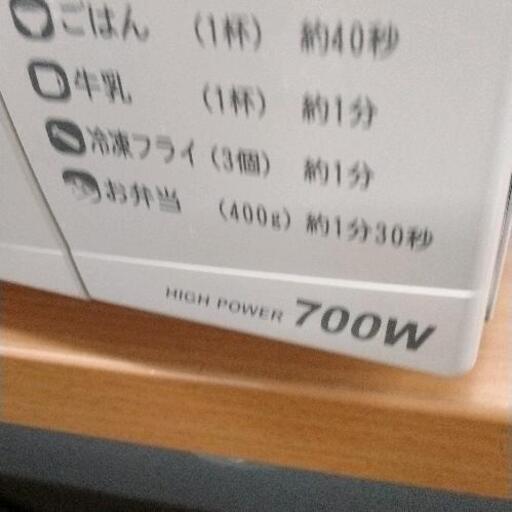 ごはん （1杯） 約40秒
牛乳 （1杯） 約1分
冷凍フライ（3個） 約1分
お弁当 （400g）約1分30秒
HIGH POWER 700W